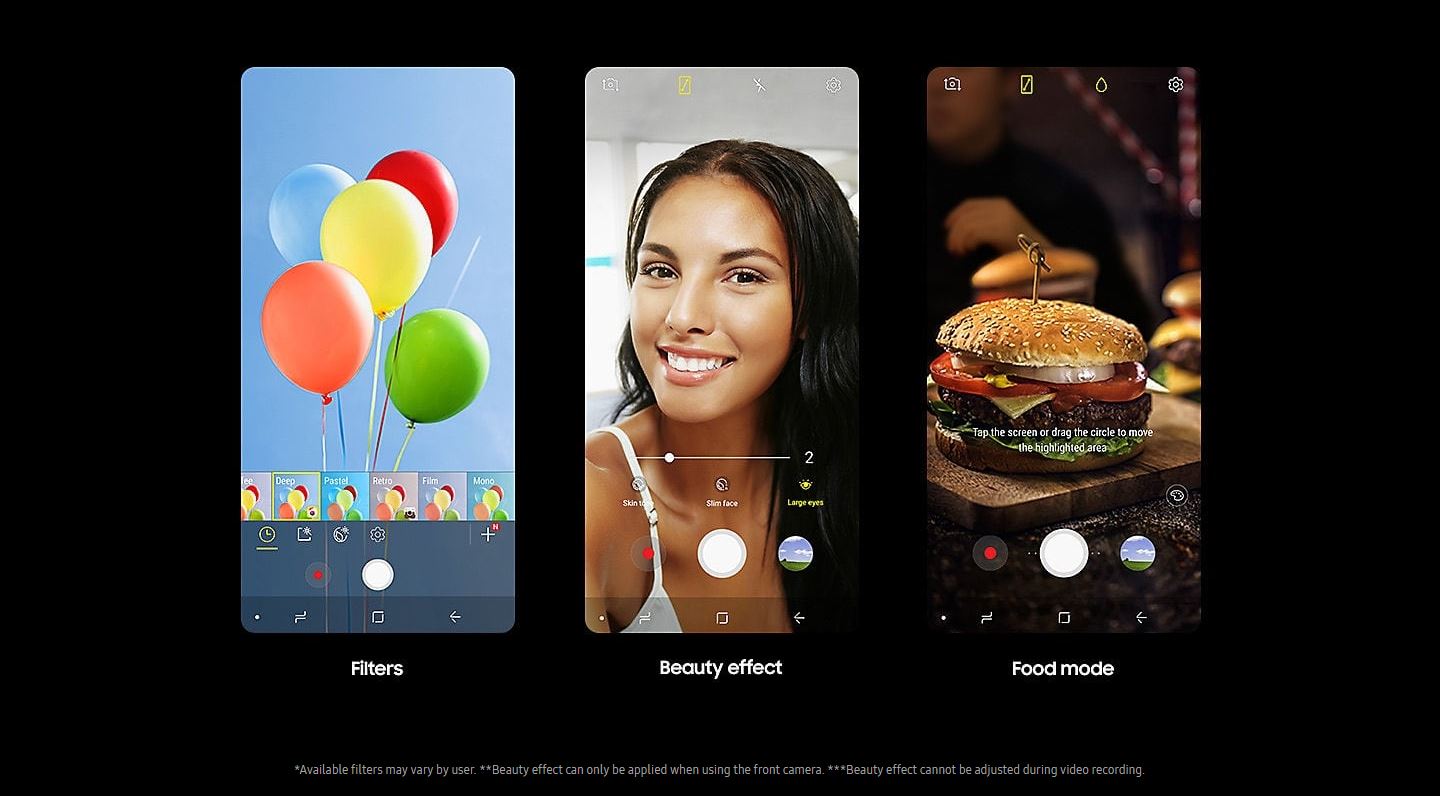 ee
Deep
Pastel
Retro
Film
Mono
N
2
Skin to
Slim face
Large eyes
Tap the screen or drag the circle to move
the highlighted area
Filters
Beauty effect
Food mode
*Available filters may vary by user. **Beauty effect can only be applied when using the front camera. ***Beauty effect cannot be adjusted during video recording.